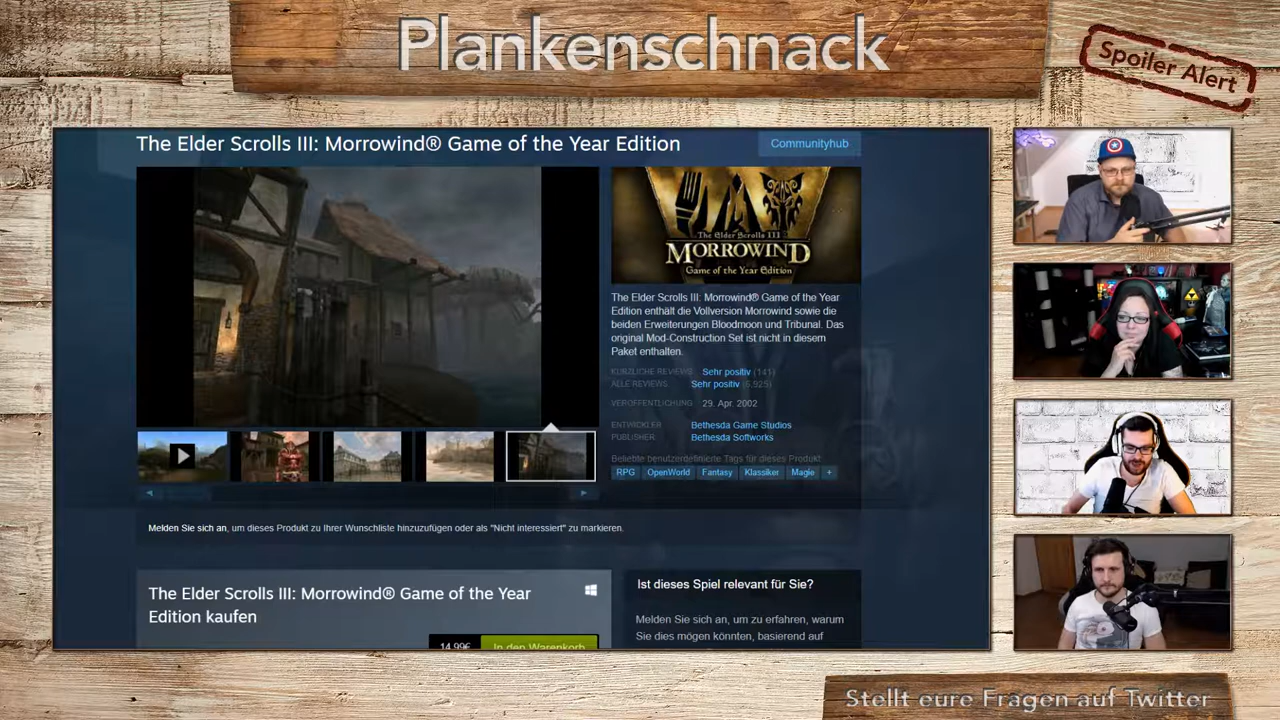 Plankenschnack
Spoiler Alert
The Elder Scrolls III: Morrowind® Game of the Year Edition
Communityhub
The Elder Scrolls III
MORROWIND
Game of the Year Edition
The Elder Scrolls III: Morrowind® Game of the Year
Edition enthält die Vollversion Morrowind sowie die
beiden Erweiterungen Bloodmoon und Tribunal. Das
original Mod-Construction Set ist nicht in diesem
Paket enthalten.
KÜRZLICHE REVIEWS: Sehr positiv (141)
ALLE REVIEWS: Sehr positiv (6,925)
VERÖFFENTLICHUNG: 29. Apr. 2002
ENTWICKLER: Bethesda Game Studios
PUBLISHER: Bethesda Softworks
Beliebte benutzerdefinierte Tags für dieses Produkt:
RPG OpenWorld Fantasy Klassiker Magie +
Melden Sie sich an, um dieses Produkt zu Ihrer Wunschliste hinzuzufügen oder als "Nicht interessiert" zu markieren.
The Elder Scrolls III: Morrowind® Game of the Year
Edition kaufen
14,99€ In den Warenkorb
Ist dieses Spiel relevant für Sie?
Melden Sie sich an, um zu erfahren, warum
Sie dies mögen könnten, basierend auf
Stellt eure Fragen auf Twitter